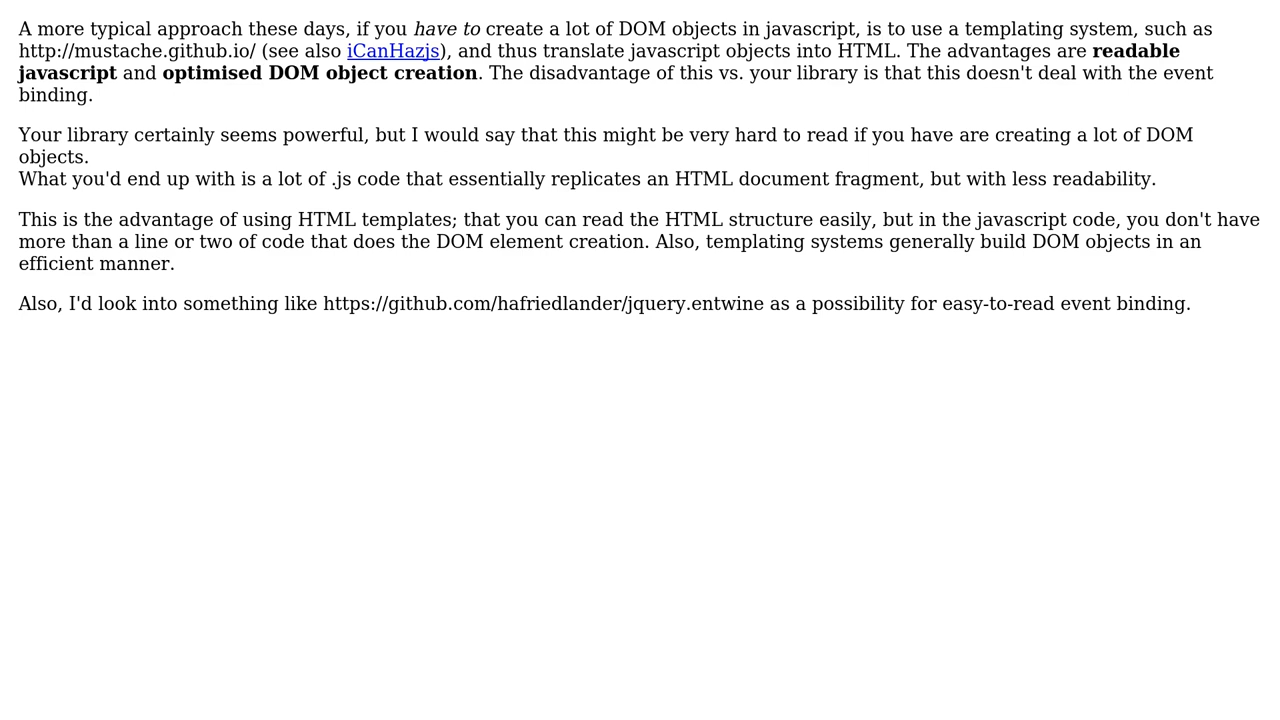 A more typical approach these days, if you have to create a lot of DOM objects in javascript, is to use a templating system, such as
http://mustache.github.io/ (see also iCanHazjs), and thus translate javascript objects into HTML. The advantages are readable
javascript and optimised DOM object creation. The disadvantage of this vs. your library is that this doesn't deal with the event
binding.
Your library certainly seems powerful, but I would say that this might be very hard to read if you have are creating a lot of DOM
objects.
What you'd end up with is a lot of .js code that essentially replicates an HTML document fragment, but with less readability.
This is the advantage of using HTML templates; that you can read the HTML structure easily, but in the javascript code, you don't have
more than a line or two of code that does the DOM element creation. Also, templating systems generally build DOM objects in an
efficient manner.
Also, I'd look into something like https://github.com/hafriedlander/jquery.entwine as a possibility for easy-to-read event binding.